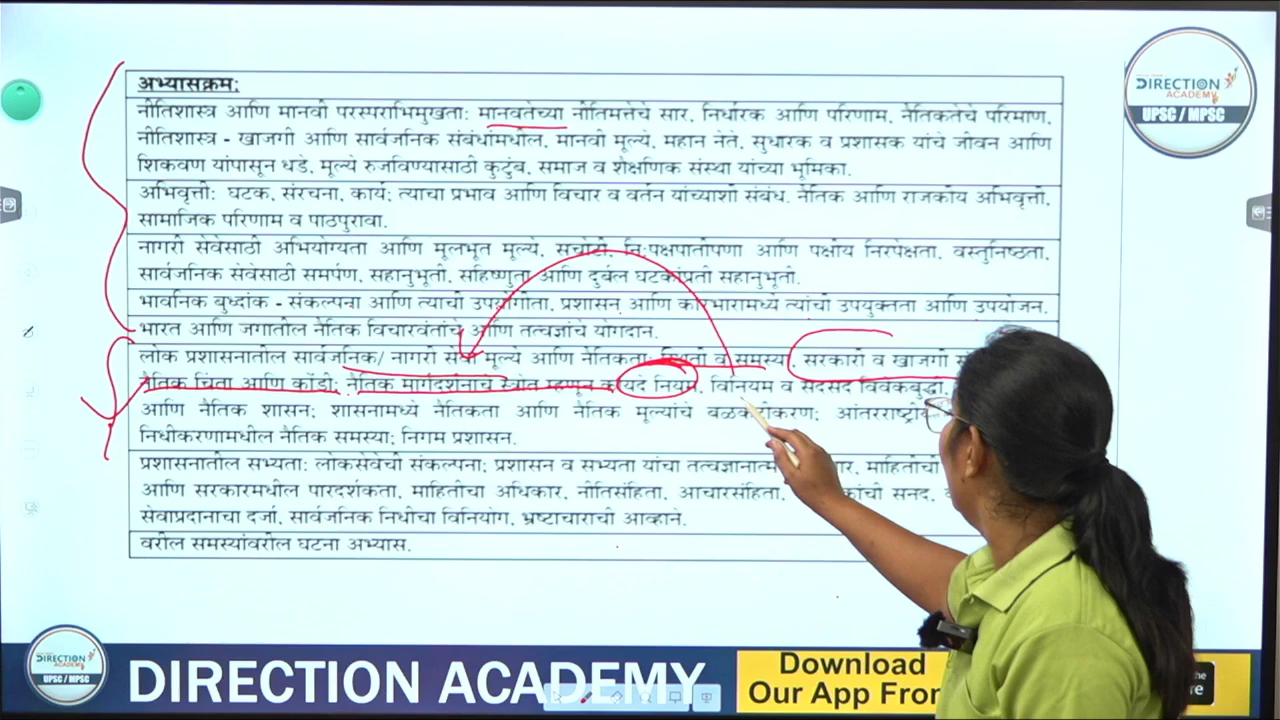 अभ्यासक्रम:
नीतिशास्त्र आणि मानवी परस्पराभिमुखता: मानवतेच्या नीतिमत्तेचे सार, निर्धारक आणि परिणाम, नैतिकतेचे परिमाण,
नीतिशास्त्र - खाजगी आणि सार्वजनिक संबंधांमधील, मानवी मूल्ये, महान नेते, सुधारक व प्रशासक यांचे जीवन आणि
शिकवण यांपासून धडे, मूल्ये रुजविण्यासाठी कुटुंब, समाज व शैक्षणिक संस्था यांच्या भूमिका.
अभिवृत्ती: घटक, संरचना, कार्य; त्याचा प्रभाव आणि विचार व वर्तन यांच्याशी संबंध. नैतिक आणि राजकीय अभिवृत्ती,
सामाजिक परिणाम व पाठपुरावा.
नागरी सेवेसाठी अभियोग्यता आणि मूलभूत मूल्ये, सचोटी, नि:पक्षपातीपणा आणि पक्षीय निरपेक्षता, वस्तुनिष्ठता,
सार्वजनिक सेवेसाठी समर्पण, सहानुभूती, सहिष्णुता आणि दुर्बल घटकांप्रती सहानुभूती.
भावनिक बुध्दांक - संकल्पना आणि त्याची उपयोगीता, प्रशासन आणि कारभारामध्ये त्यांची उपयुक्तता आणि उपयोजन.
भारत आणि जगातील नैतिक विचारवंतांचे आणि तत्वज्ञांचे योगदान.
लोक प्रशासनातील सार्वजनिक/ नागरी सेवा मूल्ये आणि नैतिकता: स्थिती व समस्या, सरकारी व खाजगी
नैतिक चिंता आणि कोंडी; नैतिक मार्गदर्शनाचे स्त्रोत म्हणून कायदे नियम, विनियम व सदसद विवेकबुद्धी
आणि नैतिक शासन; शासनामध्ये नैतिकता आणि नैतिक मूल्यांचे बळकटीकरण; आंतरराष्ट्रीय
निधीकरणामधील नैतिक समस्या; निगम प्रशासन.
प्रशासनातील सभ्यता: लोकसेवेची संकल्पना; प्रशासन व सभ्यता यांचा माहितीची
आणि सरकारमधील पारदर्शकता, माहितीचा अधिकार, नीतिसंहिता, आचारसंहिता, सनद,
सेवाप्रदानाचा दर्जा, सार्वजनिक निधीचा विनियोग, भ्रष्टाचाराची आव्हाने.
वरील समस्यांवरील घटना अभ्यास.
DIRECTION
ACADEMY
UPSC / MPSC
DIRECTION
ACADEMY
UPSC / MPSC
DIRECTION ACADEMY
Download
Our App From